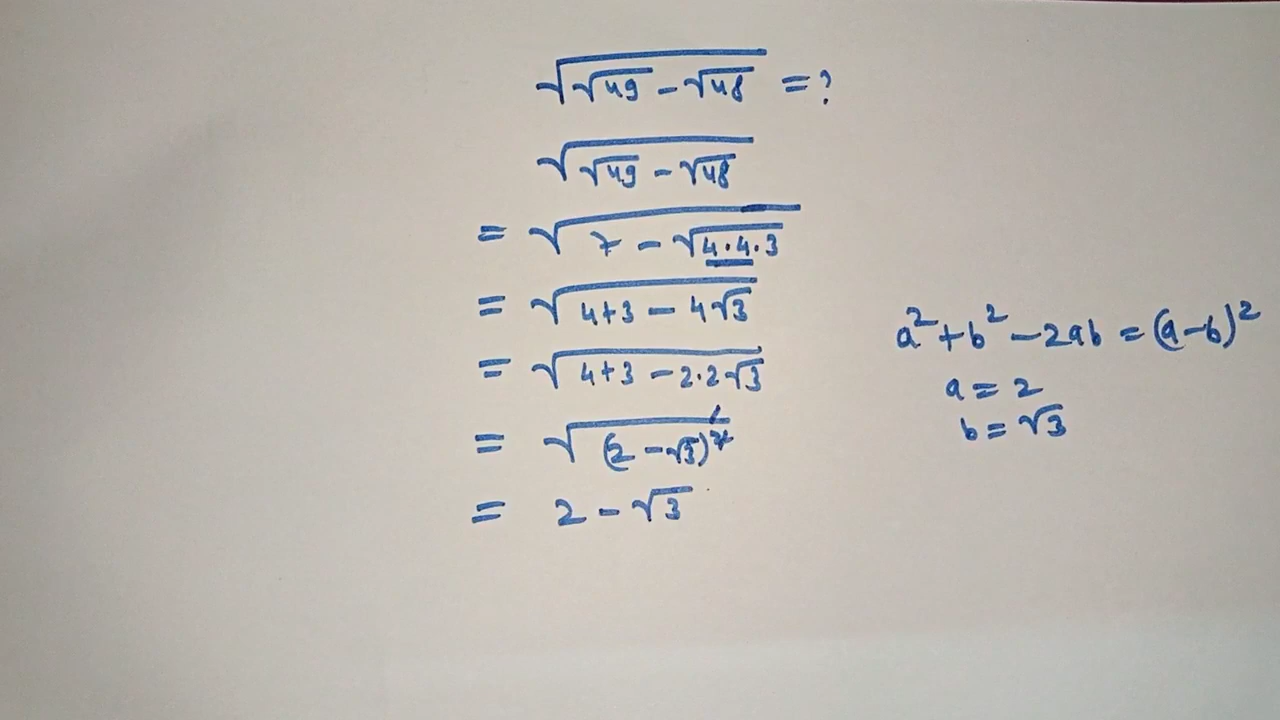 √(√49 - √48) = ?
√(√49 - √48)
= √(7 - √(4·4·3))
= √(4+3 - 4√3)
= √(4+3 - 2·2√3)
= √((2 - √3)²)
= 2 - √3
a² + b² - 2ab = (a-b)²
a = 2
b = √3